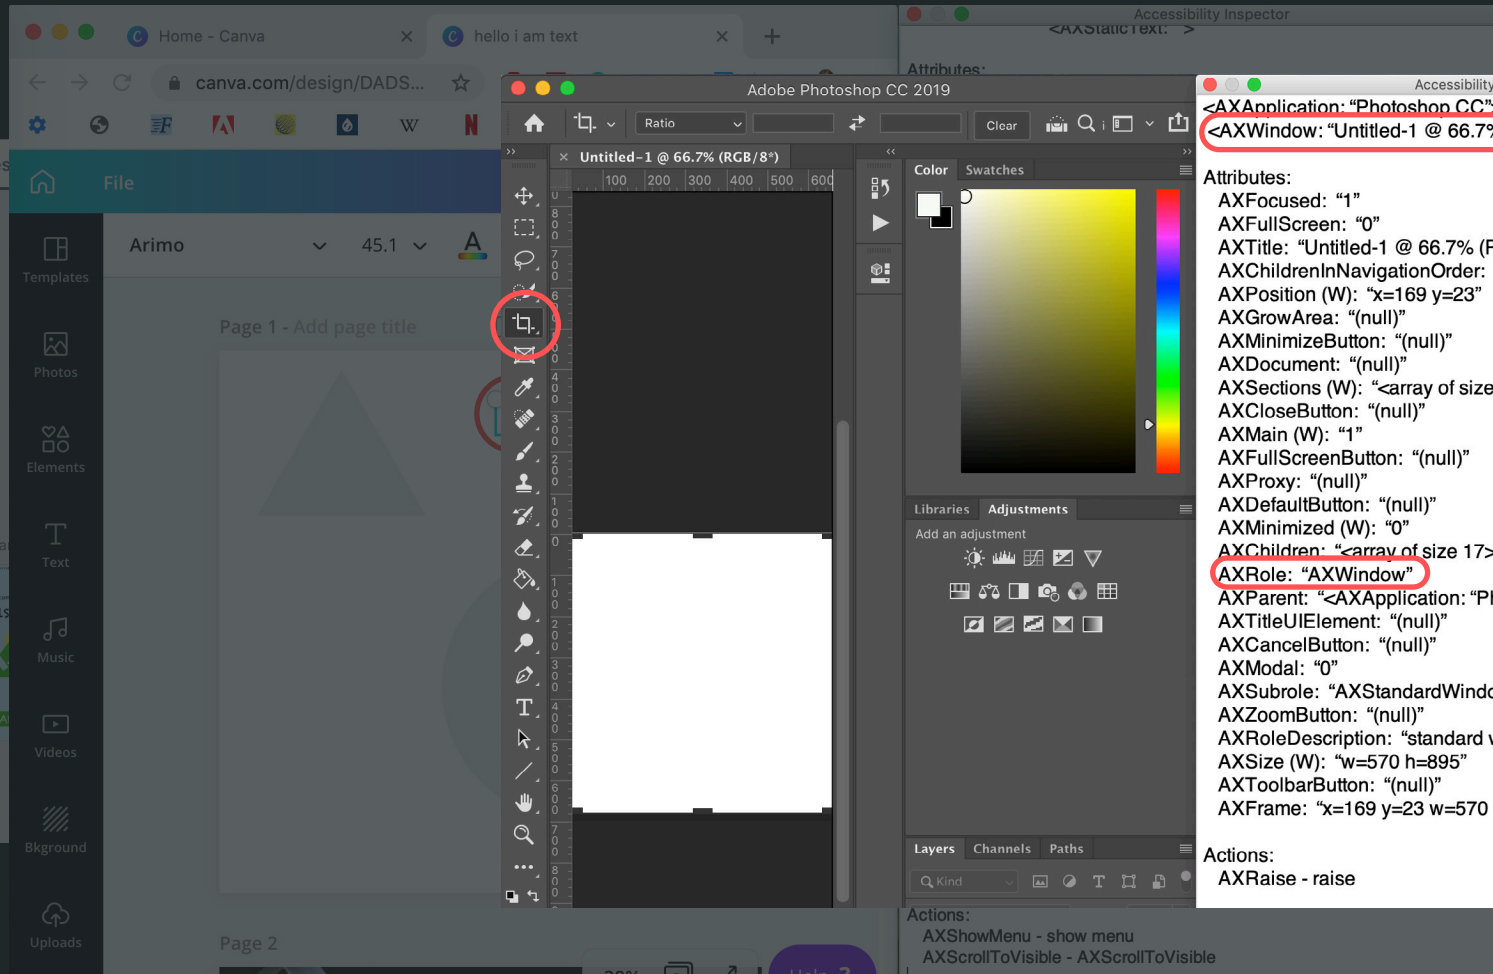 Home - Canva
hello i am text
canva.com/design/DADS...
W
N
File
Arimo
45.1
A
Templates
Photos
Elements
Text
Music
Videos
Bkground
Uploads
Page 1 - Add page title
Page 2
Accessibility Inspector
<AXStaticText: ">
Attributes:
Adobe Photoshop CC 2019
Ratio
Clear
Untitled-1 @ 66.7% (RGB/8*)
100 200 300 400 500 600
Color
Swatches
Libraries
Adjustments
Add an adjustment
Layers
Channels
Paths
Kind
Accessibility
<AXApplication: “Photoshop CC”
<AXWindow: “Untitled-1 @ 66.7%
Attributes:
AXFocused: “1”
AXFullScreen: “0”
AXTitle: “Untitled-1 @ 66.7% (
AXChildrenInNavigationOrder:
AXPosition (W): “x=169 y=23”
AXGrowArea: “(null)”
AXMinimizeButton: “(null)”
AXDocument: “(null)”
AXSections (W): “<array of size
AXCloseButton: “(null)”
AXMain (W): “1”
AXFullScreenButton: “(null)”
AXProxy: “(null)”
AXDefaultButton: “(null)”
AXMinimized (W): “0”
AXChildren: “<array of size 17>
AXRole: “AXWindow”
AXParent: “<AXApplication: “Ph
AXTitleUIElement: “(null)”
AXCancelButton: “(null)”
AXModal: “0”
AXSubrole: “AXStandardWindo
AXZoomButton: “(null)”
AXRoleDescription: “standard w
AXSize (W): “w=570 h=895”
AXToolbarButton: “(null)”
AXFrame: “x=169 y=23 w=570
Actions:
AXRaise - raise
Actions:
AXShowMenu - show menu
AXScrollToVisible - AXScrollToVisible
Help ?